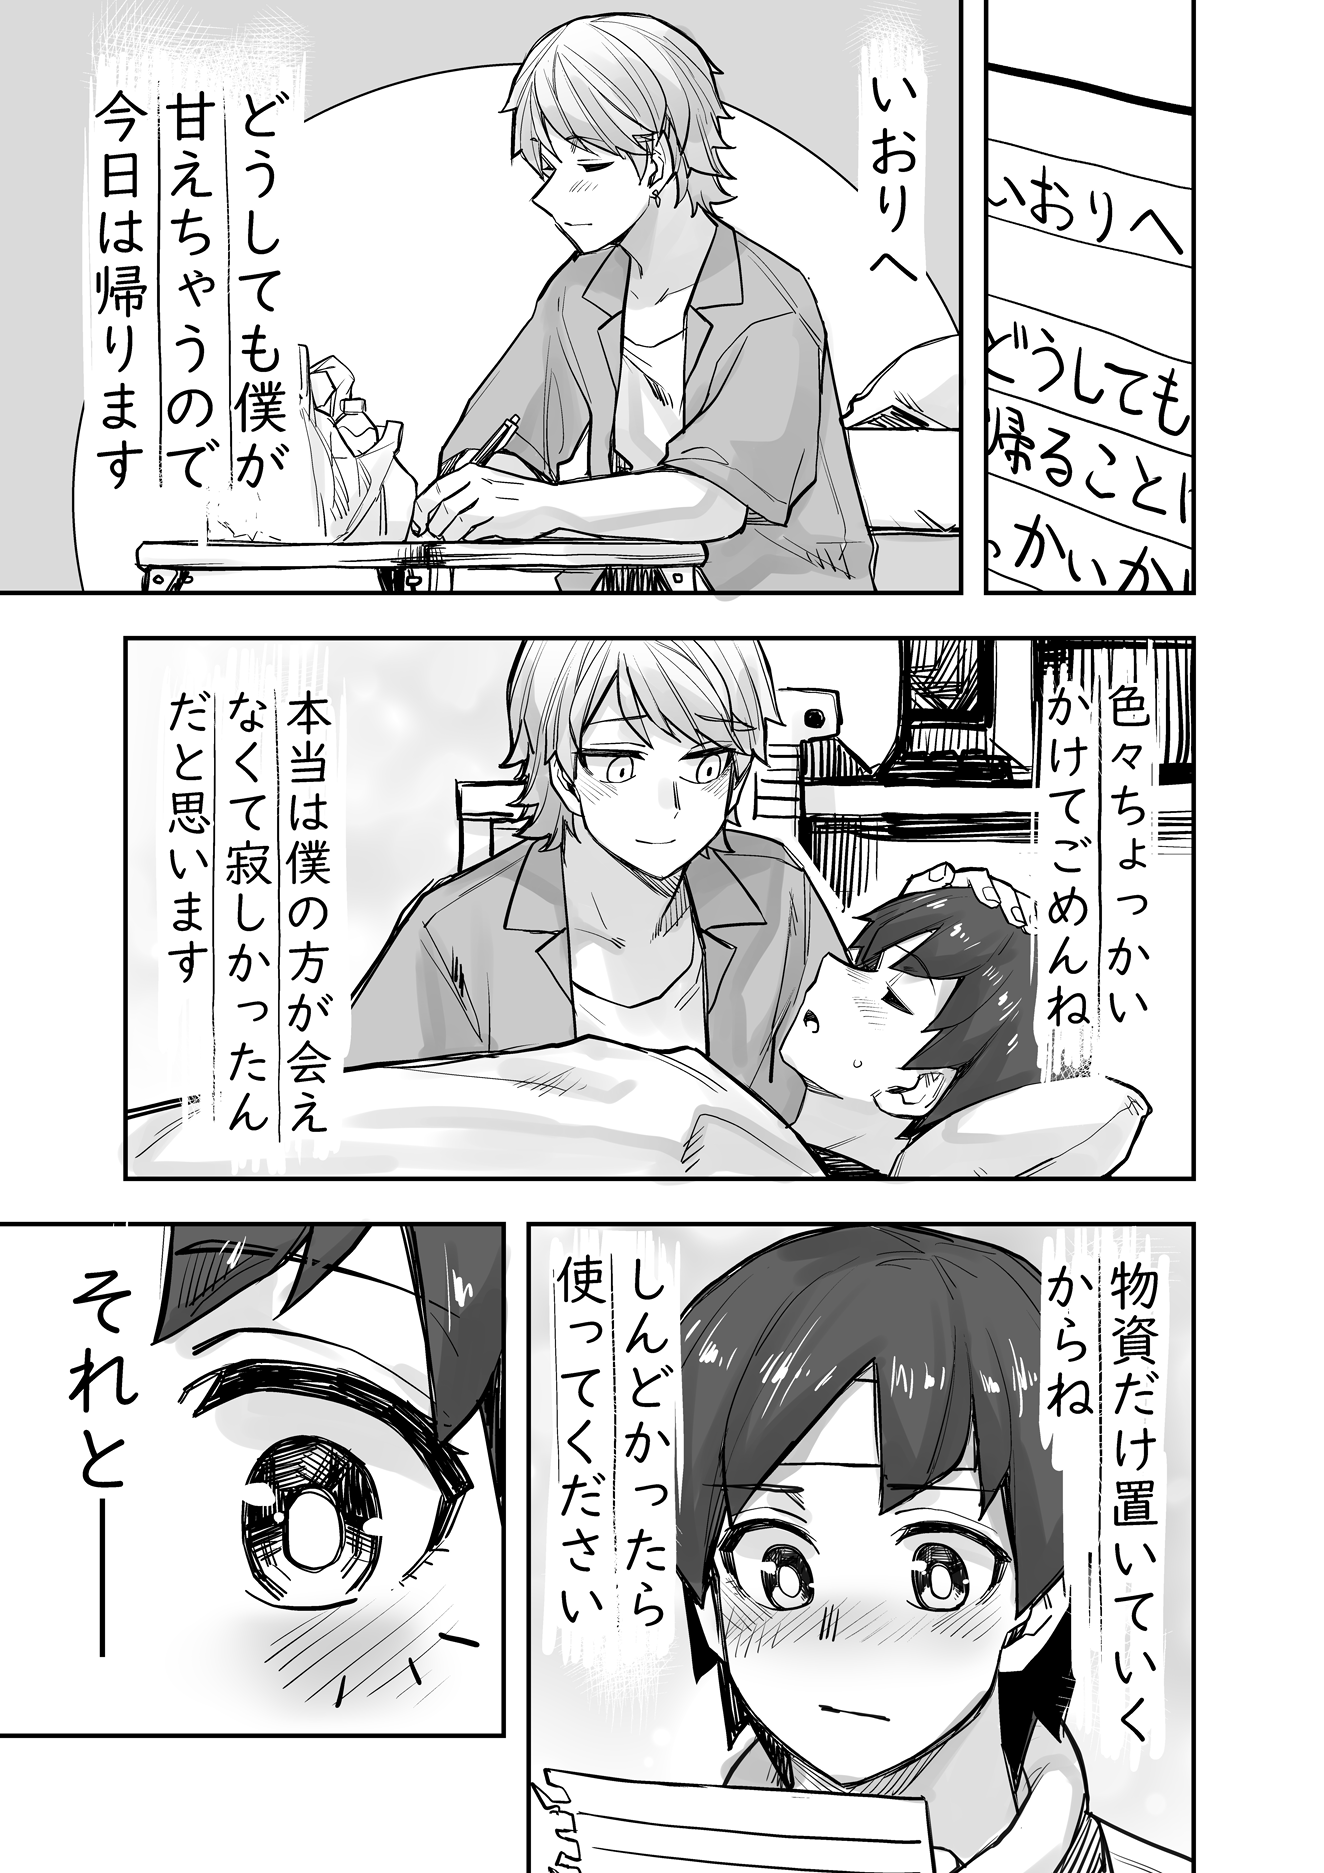 いおりへ
どうしても
帰ること
かいか
いおりへ
どうしても僕が
甘えちゃうので
今日は帰ります
色々ちょっかい
かけてごめんね
本当は僕の方が会え
なくて寂しかったん
だと思います
物資だけ置いていく
からね
しんどかったら
使ってください
それと──